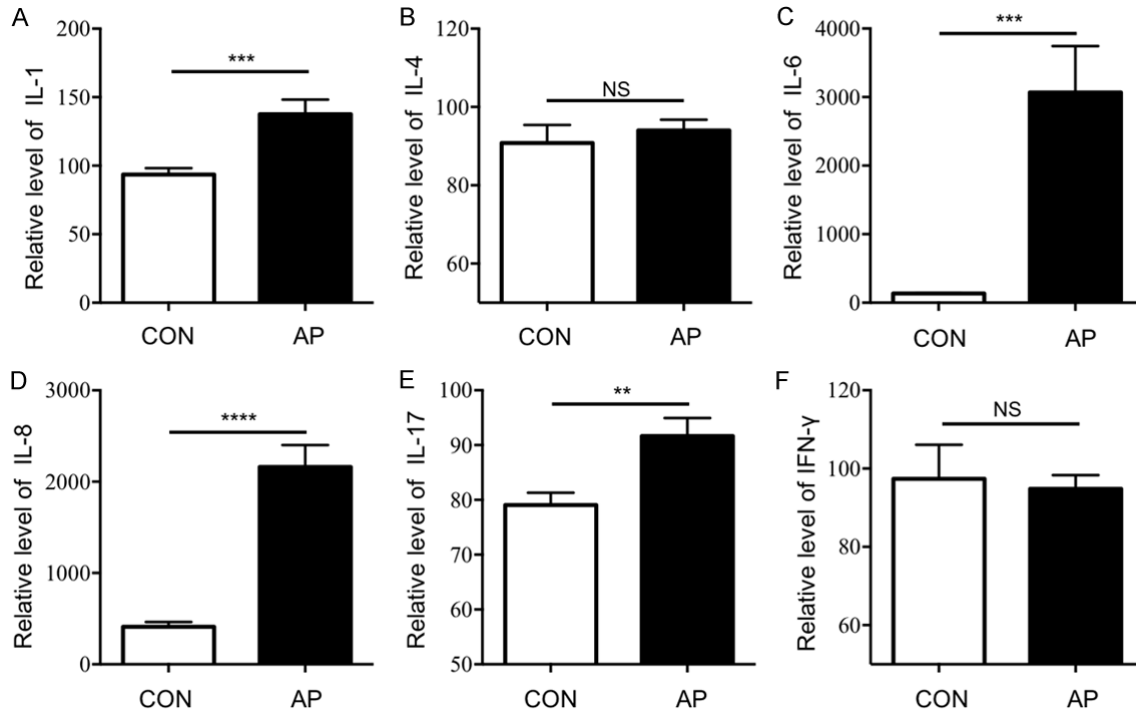 A
Relative level of IL-1
200
150
100
50
0
***
CON
AP
B
Relative level of IL-4
120
100
80
60
NS
CON
AP
C
Relative level of IL-6
4000
3000
2000
1000
0
***
CON
AP
D
Relative level of IL-8
3000
2000
1000
0
****
CON
AP
E
Relative level of IL-17
100
90
80
70
60
50
**
CON
AP
F
Relative level of IFN-γ
120
100
80
60
NS
CON
AP